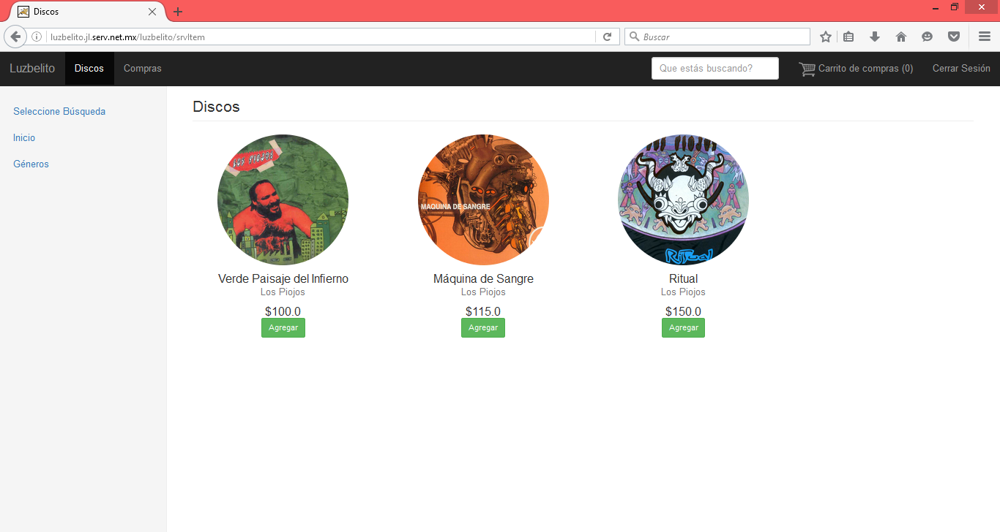 Discos
luzbelito.jl.serv.net.mx/luzbelito/srvItem
Buscar
Luzbelito
Discos
Compras
Que estás buscando?
Carrito de compras (0)
Cerrar Sesión
Seleccione Búsqueda
Inicio
Géneros
Discos
LOS PIOJOS
MAQUINA DE SANGRE
Ritual
Verde Paisaje del Infierno
Los Piojos
$100.0
Agregar
Máquina de Sangre
Los Piojos
$115.0
Agregar
Ritual
Los Piojos
$150.0
Agregar